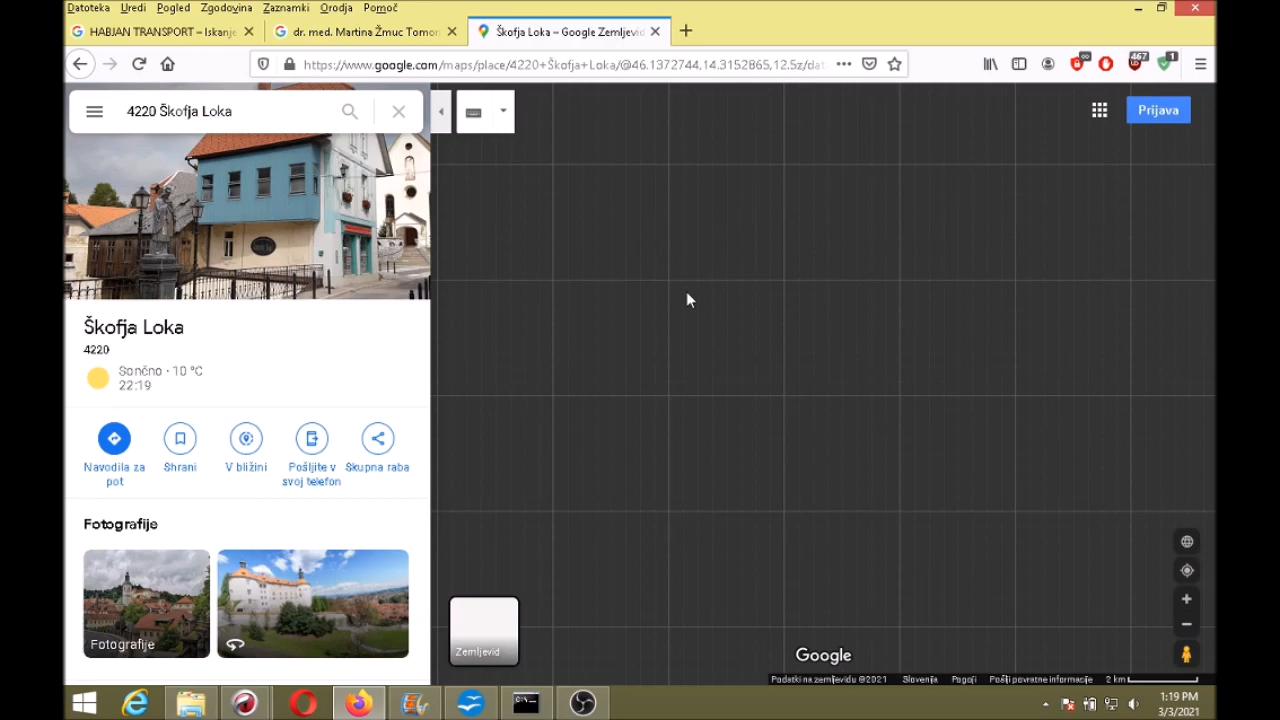 Datoteka Uredi Pogled Zgodovina Zaznamki Orodja Pomoč
HABJAN TRANSPORT – Iskanje
dr. med. Martina Žmuc Tomor
Škofja Loka – Google Zemljevid
https://www.google.com/maps/place/4220+Škofja+Loka/@46.1372744,14.3152865,12.5z/dat
467
1
4220 Škofja Loka
Prijava
Škofja Loka
4220
Sončno · 10 °C
22:19
Navodila za pot
Shrani
V bližini
Pošljite v svoj telefon
Skupna raba
Fotografije
Fotografije
Zemljevid
Google
Podatki na zemljevidu ©2021 Slovenija Pogoji Pošlji povratne informacije 2 km
1:19 PM
3/3/2021